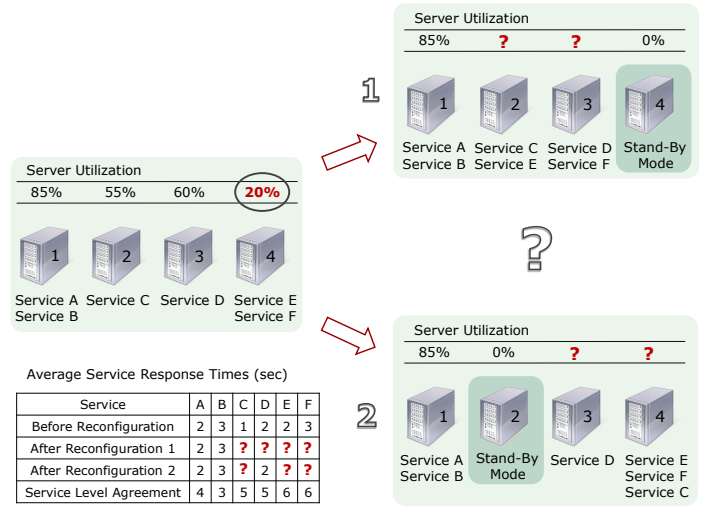 Server Utilization
85% ? ? 0%
1
1 2 3 4
Service A Service C Service D Stand-By
Service B Service E Service F Mode
Server Utilization
85% 55% 60% 20%
1 2 3 4
Service A Service C Service D Service E
Service B Service F
?
Server Utilization
85% 0% ? ?
2
1 2 3 4
Service A Stand-By Service D Service E
Service B Mode Service F
Service C
Average Service Response Times (sec)
Service A B C D E F
Before Reconfiguration 2 3 1 2 2 3
After Reconfiguration 1 2 3 ? ? ? ?
After Reconfiguration 2 2 3 ? 2 ? ?
Service Level Agreement 4 3 5 5 6 6